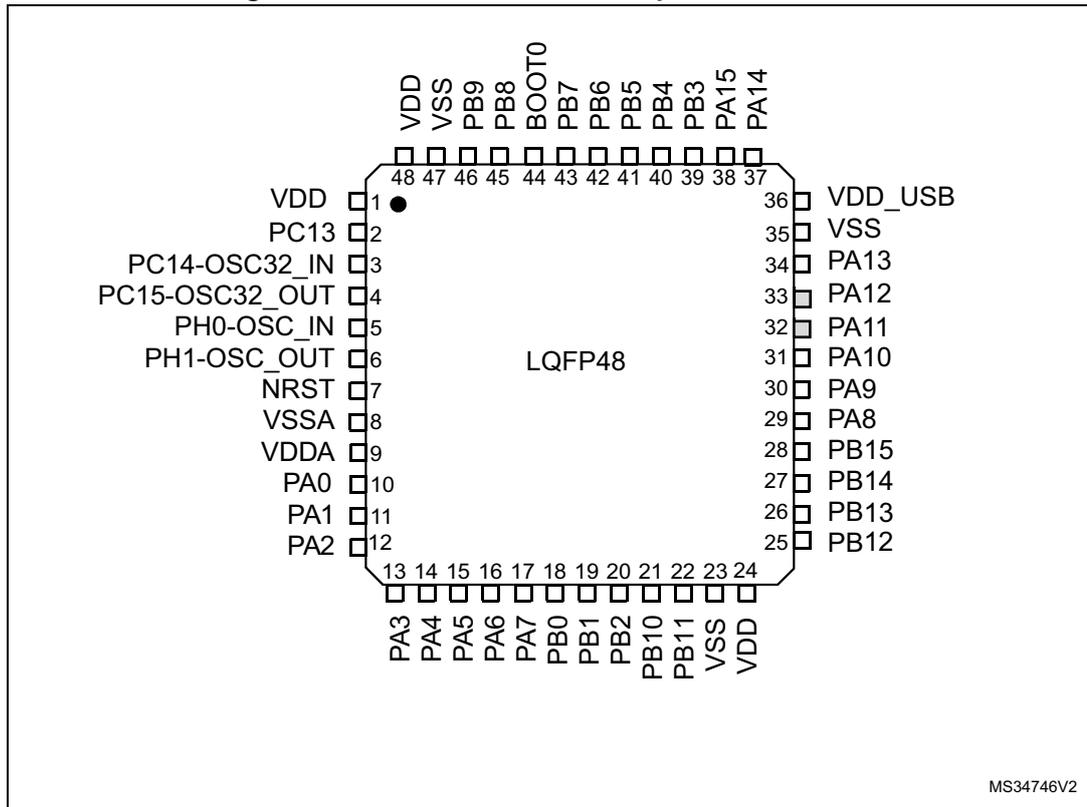 VDD
VSS
PB9
PB8
BOOT0
PB7
PB6
PB5
PB4
PB3
PA15
PA14
48 47 46 45 44 43 42 41 40 39 38 37
VDD 1 36 VDD_USB
PC13 2 35 VSS
PC14-OSC32_IN 3 34 PA13
PC15-OSC32_OUT 4 33 PA12
PH0-OSC_IN 5 32 PA11
PH1-OSC_OUT 6 LQFP48 31 PA10
NRST 7 30 PA9
VSSA 8 29 PA8
VDDA 9 28 PB15
PA0 10 27 PB14
PA1 11 26 PB13
PA2 12 25 PB12
13 14 15 16 17 18 19 20 21 22 23 24
PA3
PA4
PA5
PA6
PA7
PB0
PB1
PB2
PB10
PB11
VSS
VDD
MS34746V2